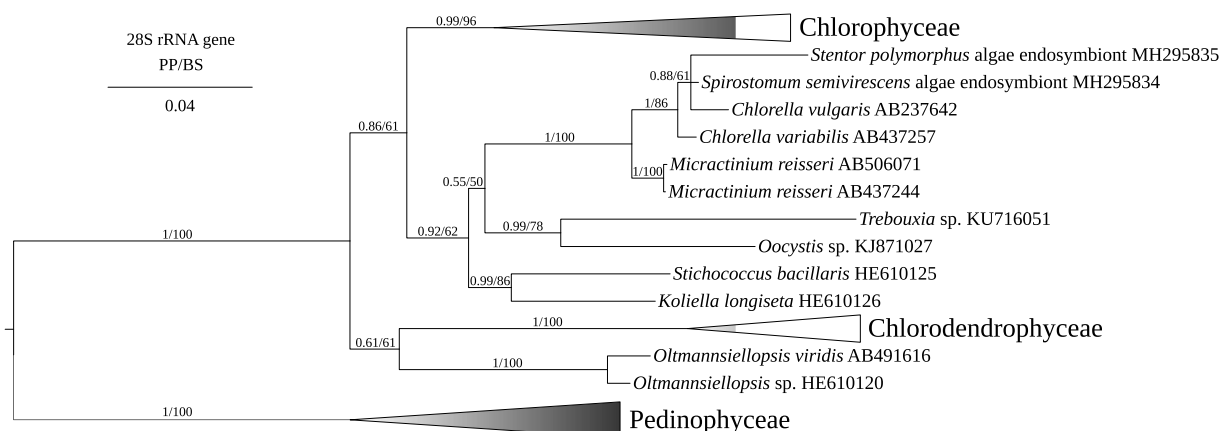 28S rRNA gene
PP/BS
0.04
0.99/96
Chlorophyceae
Stentor polymorphus algae endosymbiont MH295835
0.88/61
Spirostomum semivirescens algae endosymbiont MH295834
1/86
Chlorella vulgaris AB237642
0.86/61
1/100
Chlorella variabilis AB437257
Micractinium reisseri AB506071
1/100
Micractinium reisseri AB437244
0.55/50
Trebouxia sp. KU716051
0.99/78
0.92/62
1/100
Oocystis sp. KJ871027
Stichococcus bacillaris HE610125
0.99/86
Koliella longiseta HE610126
1/100
Chlorodendrophyceae
0.61/61
Oltmannsiellopsis viridis AB491616
1/100
Oltmannsiellopsis sp. HE610120
1/100
Pedinophyceae